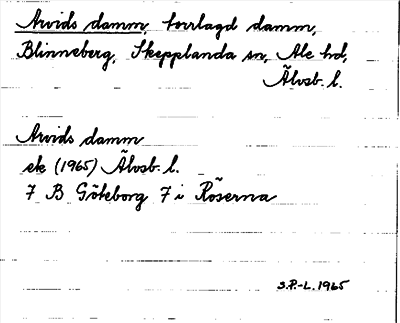 Arvids damm, torrlagd damm,
Blinneberg, Skepplanda sn, Ale hd,
Älvsb. l.
Arvids damm
ek (1965) Älvsb. l.
7 B Göteborg 7 i Röserna
S.P.-L. 1965